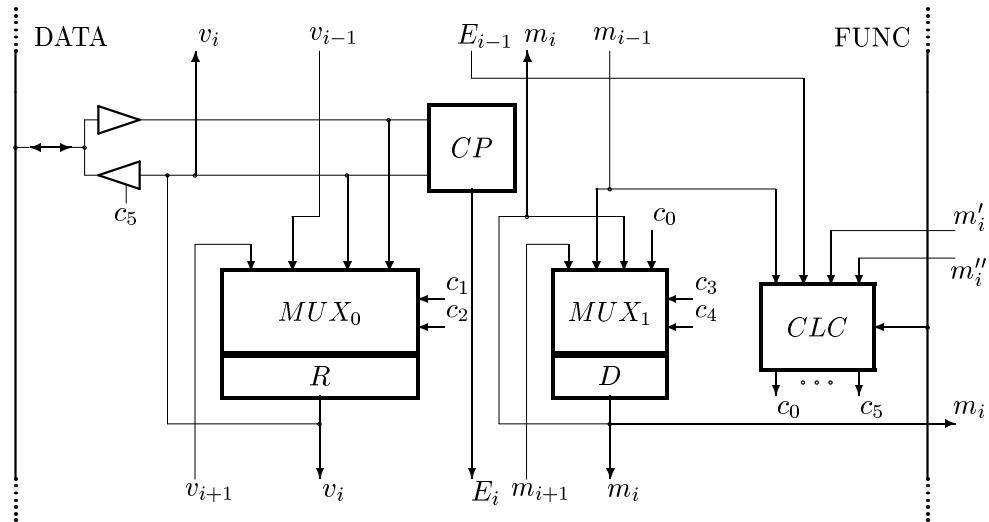 DATA v_i v_{i-1} E_{i-1} m_i m_{i-1} FUNC
CP
c_5 c_0 m'_i
m''_i
c_1 c_3
MUX_0 c_2 MUX_1 c_4 CLC
R D
c_0 c_5 m_i
v_{i+1} v_i E_i m_{i+1} m_i